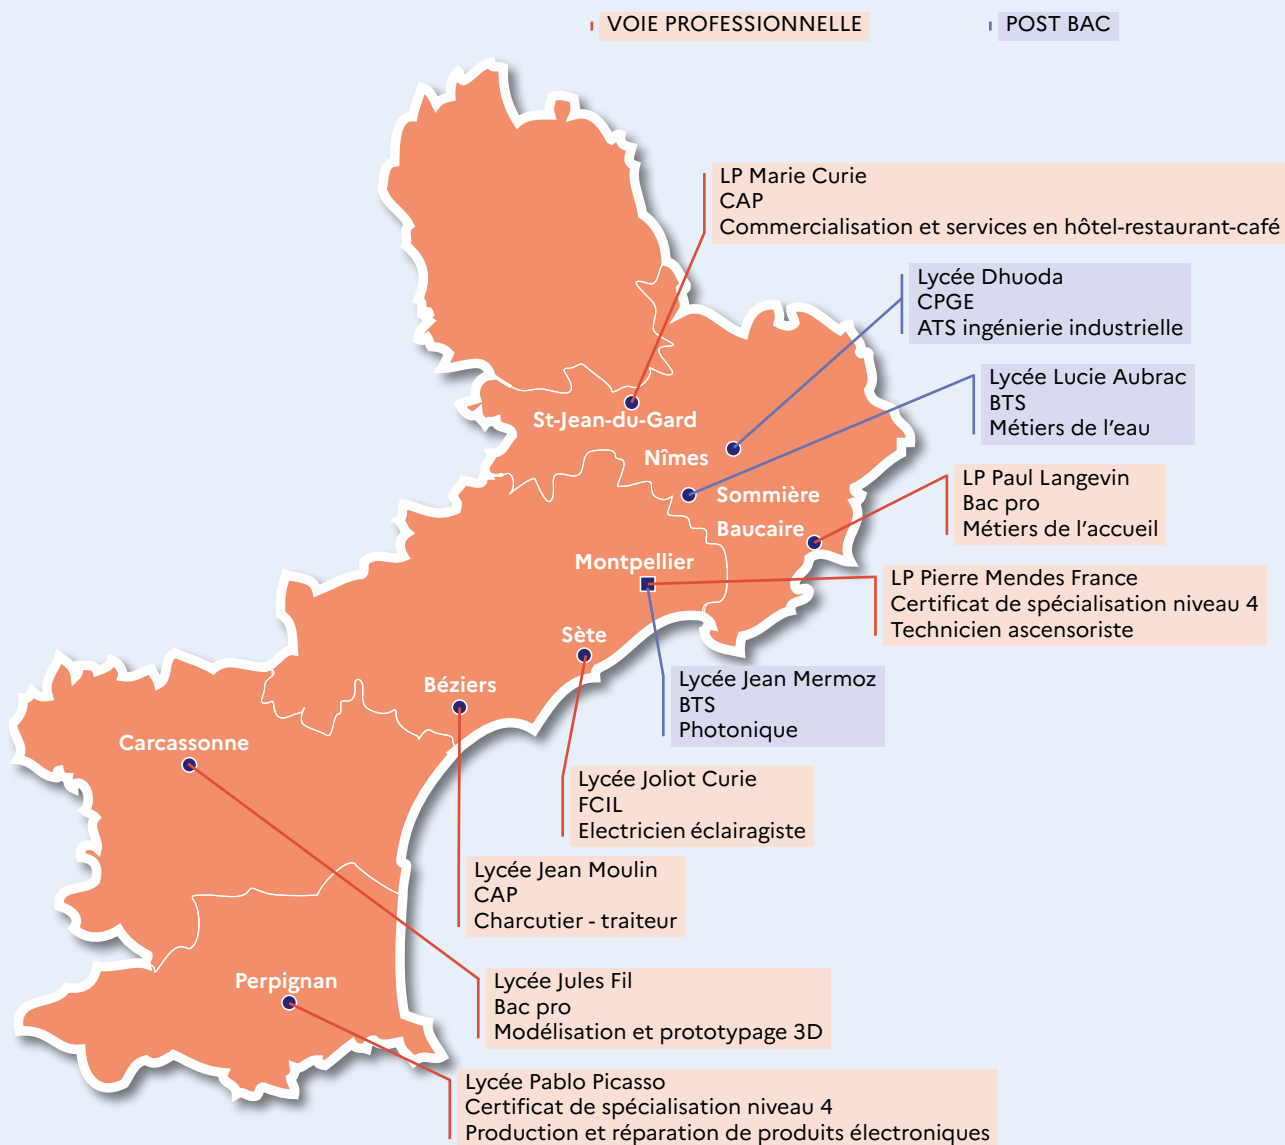 VOIE PROFESSIONNELLE
POST BAC
LP Marie Curie
CAP
Commercialisation et services en hôtel-restaurant-café
Lycée Dhuoda
CPGE
ATS ingénierie industrielle
Lycée Lucie Aubrac
BTS
Métiers de l'eau
St-Jean-du-Gard
Nîmes
Sommière
Baucaire
LP Paul Langevin
Bac pro
Métiers de l'accueil
Montpellier
LP Pierre Mendes France
Certificat de spécialisation niveau 4
Technicien ascensoriste
Sète
Béziers
Lycée Jean Mermoz
BTS
Photonique
Carcassonne
Lycée Joliot Curie
FCIL
Electricien éclairagiste
Lycée Jean Moulin
CAP
Charcutier - traiteur
Perpignan
Lycée Jules Fil
Bac pro
Modélisation et prototypage 3D
Lycée Pablo Picasso
Certificat de spécialisation niveau 4
Production et réparation de produits électroniques